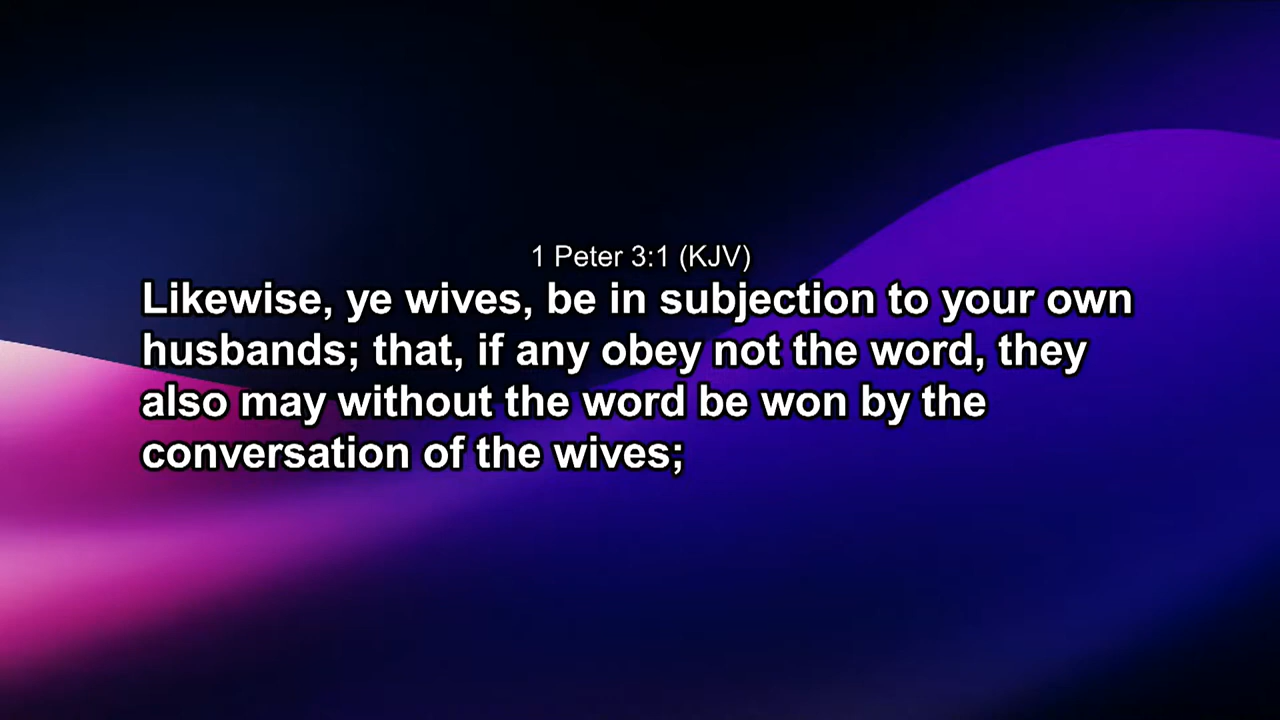 1 Peter 3:1 (KJV)
Likewise, ye wives, be in subjection to your own
husbands; that, if any obey not the word, they
also may without the word be won by the
conversation of the wives;